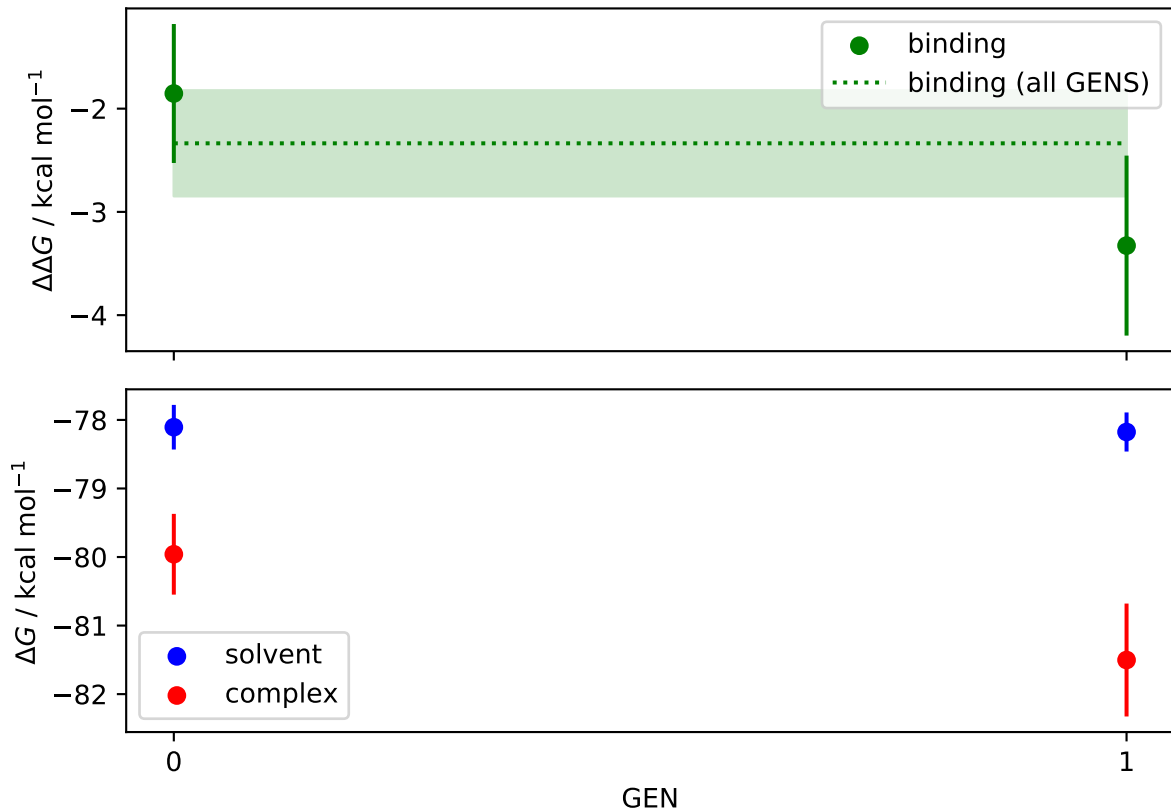 binding
binding (all GENS)
−2
−3
−4
ΔΔG / kcal mol⁻¹
−78
−79
−80
−81
−82
ΔG / kcal mol⁻¹
solvent
complex
0
1
GEN